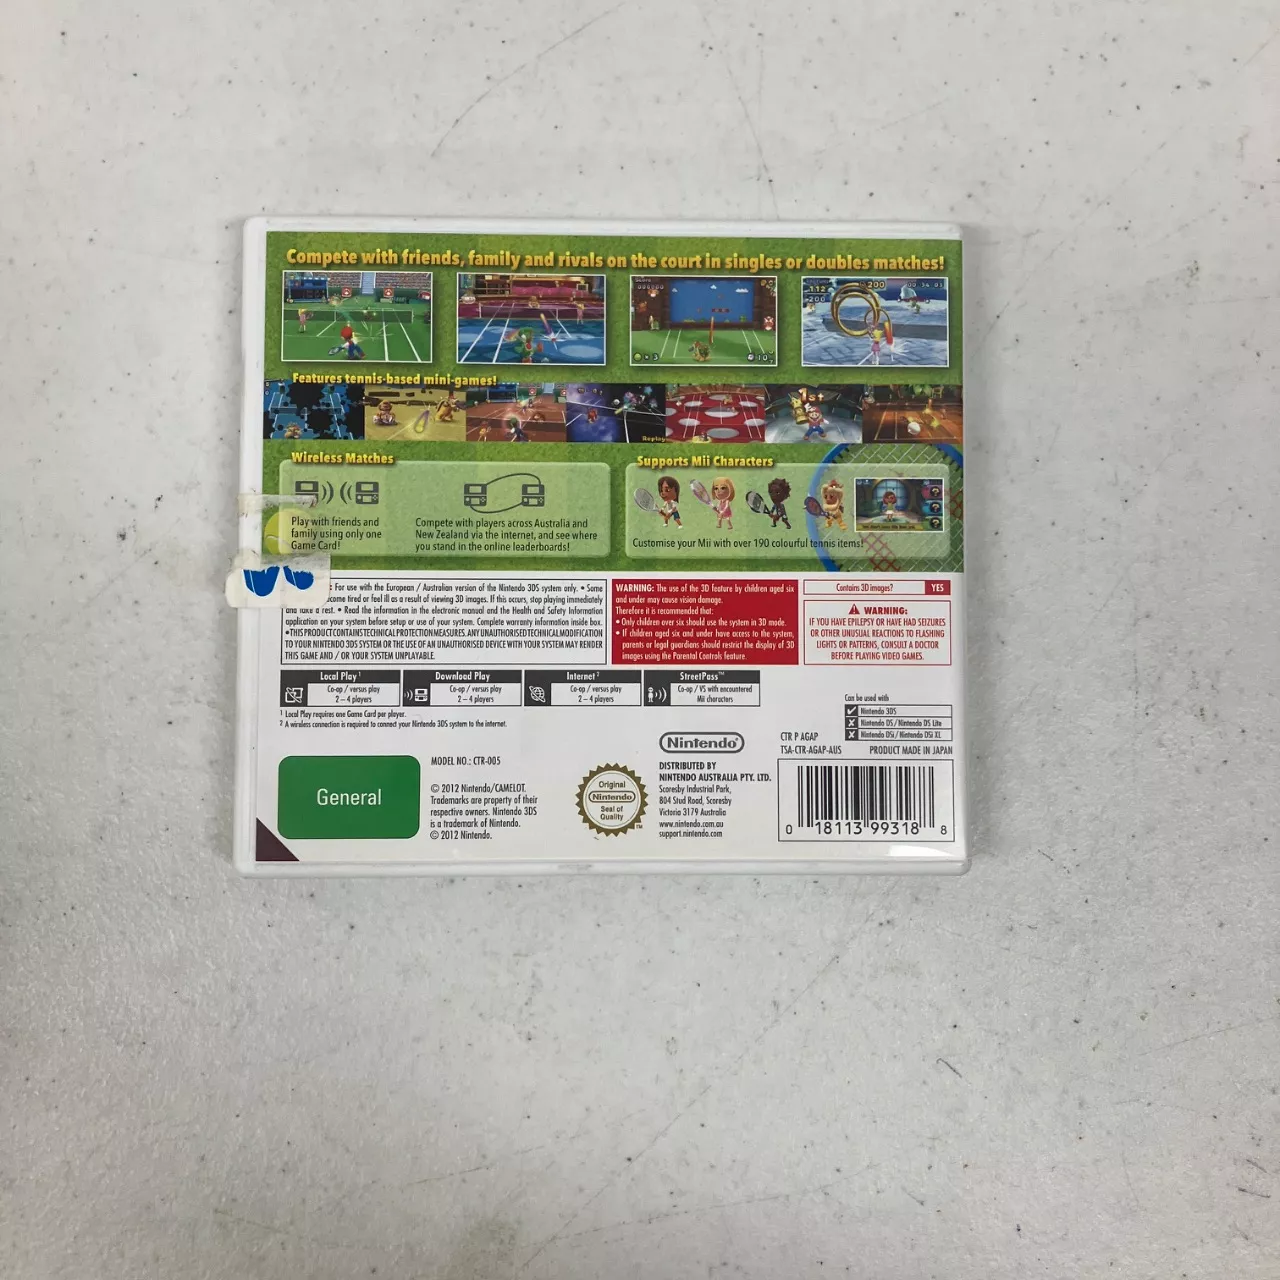 Compete with friends, family and rivals on the court in singles or doubles matches!
Features tennis-based mini-games!
Replay
Wireless Matches
Play with friends and
family using only one
Game Card!
Compete with players across Australia and
New Zealand via the internet, and see where
you stand in the online leaderboards!
Supports Mii Characters
Customise your Mii with over 190 colourful tennis items!
: For use with the European / Australian version of the Nintendo 3DS system only. • Some
come tired or feel ill as a result of viewing 3D images. If this occurs, stop playing immediately
and take a rest. • Read the information in the electronic manual and the Health and Safety Information
application on your system before setup or use of your system. Complete warranty information inside box.
•THIS PRODUCT CONTAINS TECHNICAL PROTECTION MEASURES. ANY UNAUTHORISED TECHNICAL MODIFICATION
TO YOUR NINTENDO 3DS SYSTEM OR THE USE OF AN UNAUTHORISED DEVICE WITH YOUR SYSTEM MAY RENDER
THIS GAME AND / OR YOUR SYSTEM UNPLAYABLE.
WARNING: The use of the 3D feature by children aged six
and under may cause vision damage.
Therefore it is recommended that:
• Only children over six should use the system in 3D mode.
• If children aged six and under have access to the system,
parents or legal guardians should restrict the display of 3D
images using the Parental Controls feature.
Contains 3D images? YES
WARNING:
IF YOU HAVE EPILEPSY OR HAVE HAD SEIZURES
OR OTHER UNUSUAL REACTIONS TO FLASHING
LIGHTS OR PATTERNS, CONSULT A DOCTOR
BEFORE PLAYING VIDEO GAMES.
Local Play¹
Co-op / versus play
2 – 4 players
Download Play
Co-op / versus play
2 – 4 players
Internet²
Co-op / versus play
2 – 4 players
StreetPass™
Co-op / VS with encountered
Mii characters
¹ Local Play requires one Game Card per player.
² A wireless connection is required to connect your Nintendo 3DS system to the internet.
Can be used with
Nintendo 3DS
Nintendo DS / Nintendo DS Lite
Nintendo DSi / Nintendo DSi XL
CTR P AGAP
TSA-CTR-AGAP-AUS
PRODUCT MADE IN JAPAN
General
MODEL NO.: CTR-005
© 2012 Nintendo/CAMELOT.
Trademarks are property of their
respective owners. Nintendo 3DS
is a trademark of Nintendo.
© 2012 Nintendo.
Original
Nintendo
Seal of
Quality
TM
Nintendo
DISTRIBUTED BY
NINTENDO AUSTRALIA PTY. LTD.
Scoresby Industrial Park,
804 Stud Road, Scoresby
Victoria 3179 Australia
www.nintendo.com.au
support.nintendo.com
0 18113 99318 8